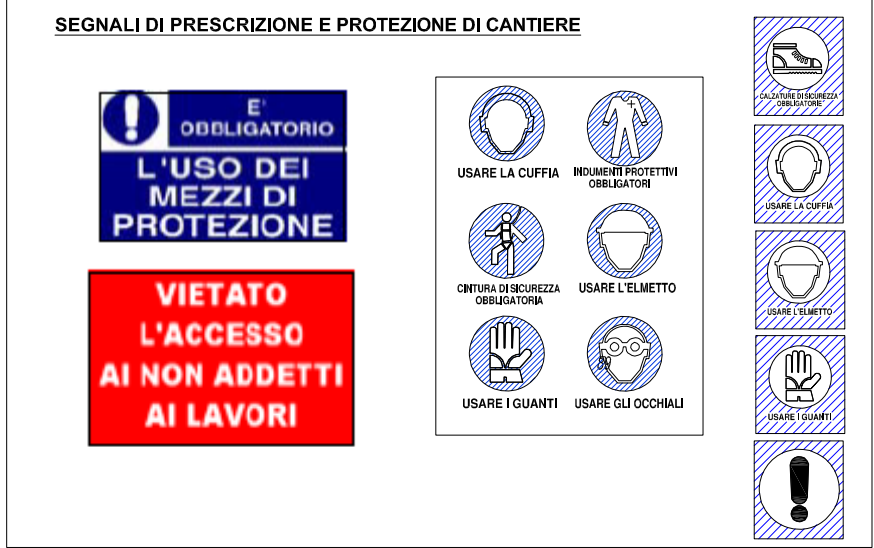 SEGNALI DI PRESCRIZIONE E PROTEZIONE DI CANTIERE
E'
OBBLIGATORIO
L'USO DEI
MEZZI DI
PROTEZIONE
VIETATO
L'ACCESSO
AI NON ADDETTI
AI LAVORI
USARE LA CUFFIA
INDUMENTI PROTETTIVI
OBBLIGATORI
CINTURA DI SICUREZZA
OBBLIGATORIA
USARE L'ELMETTO
USARE I GUANTI
USARE GLI OCCHIALI
CALZATURE DI SICUREZZA
OBBLIGATORIE
USARE LA CUFFIA
USARE L'ELMETTO
USARE I GUANTI